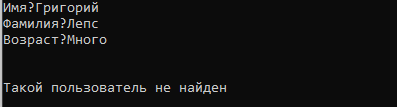 Имя?Григорий
Фамилия?Лепс
Возраст?Много
Такой пользователь не найден